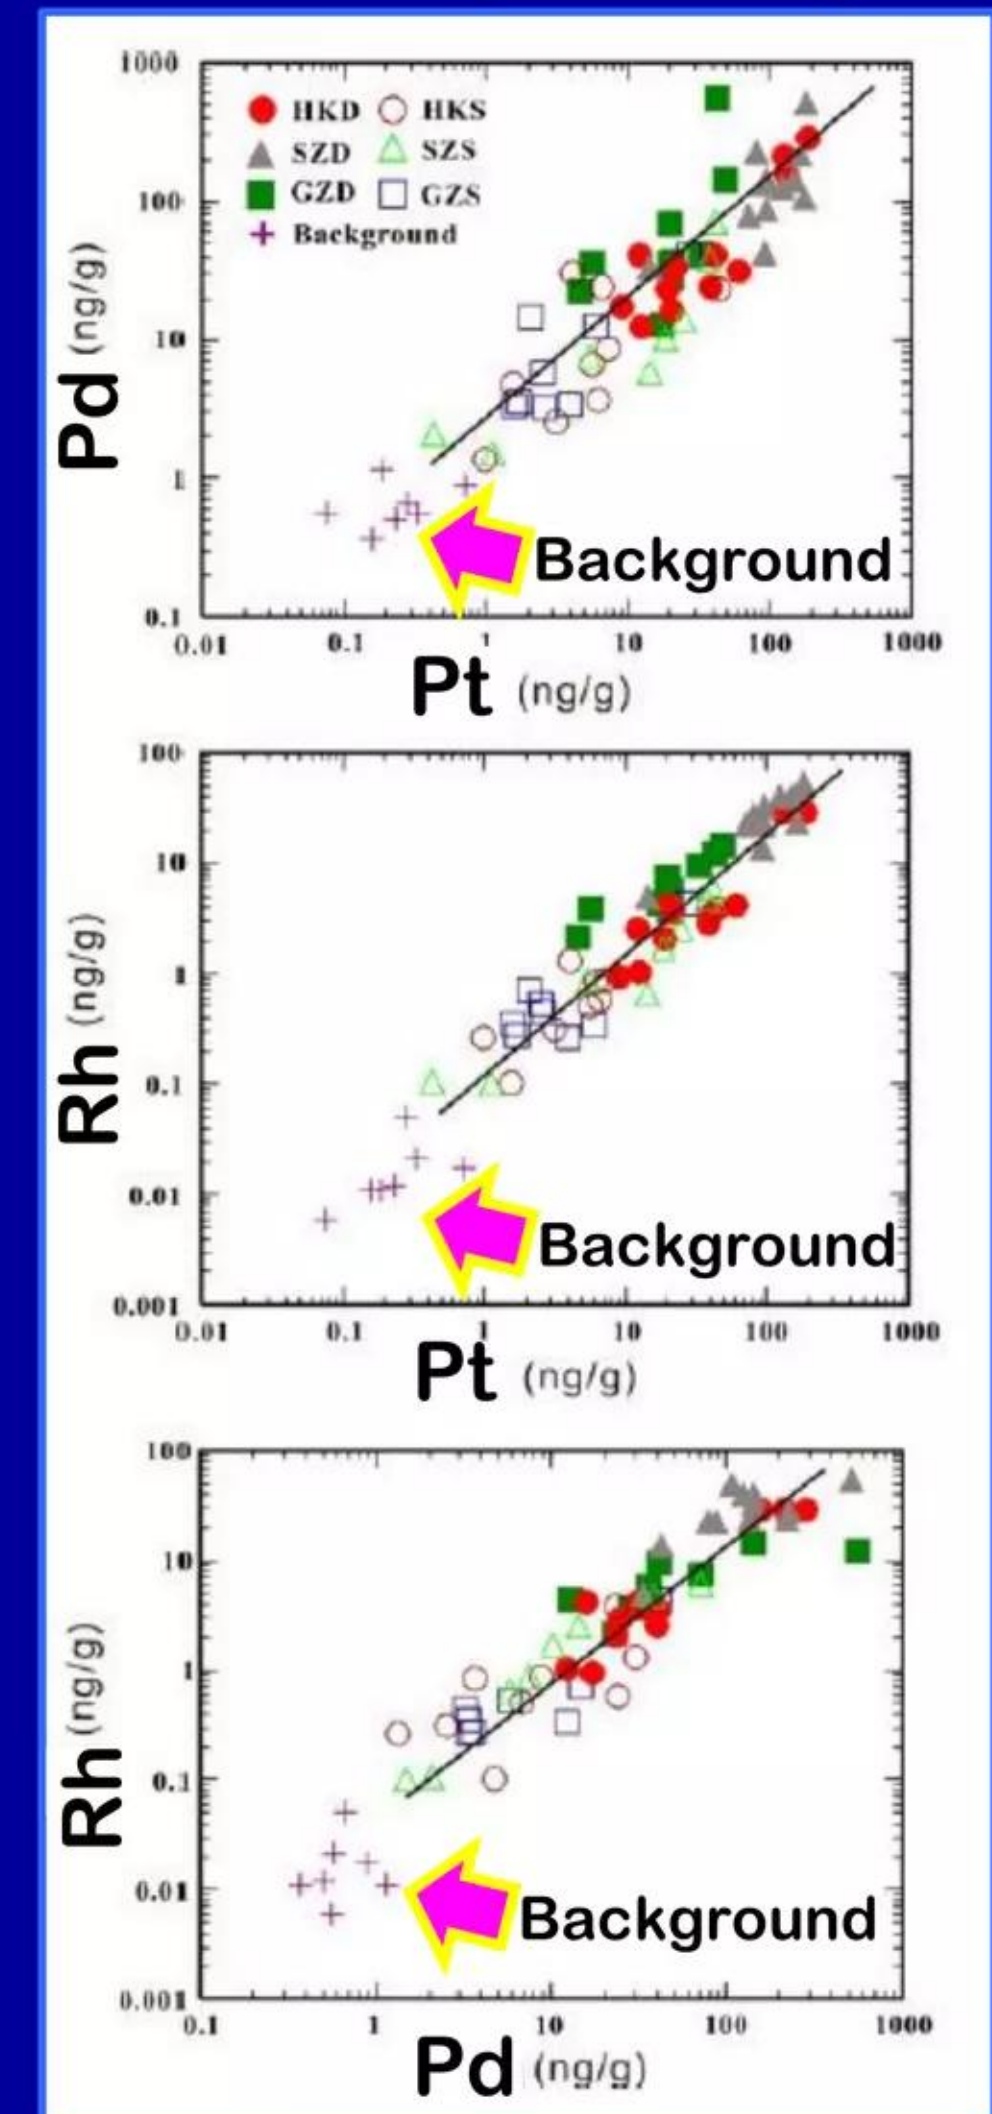 1000
HKD HKS
SZD SZS
GZD GZS
Background
100
10
1
0.1
Pd (ng/g)
Background
0.01 0.1 1 10 100 1000
Pt (ng/g)
100
10
1
0.1
0.01
0.001
Rh (ng/g)
Background
0.01 0.1 1 10 100 1000
Pt (ng/g)
100
10
1
0.1
0.01
0.001
Rh (ng/g)
Background
0.1 1 10 100 1000
Pd (ng/g)